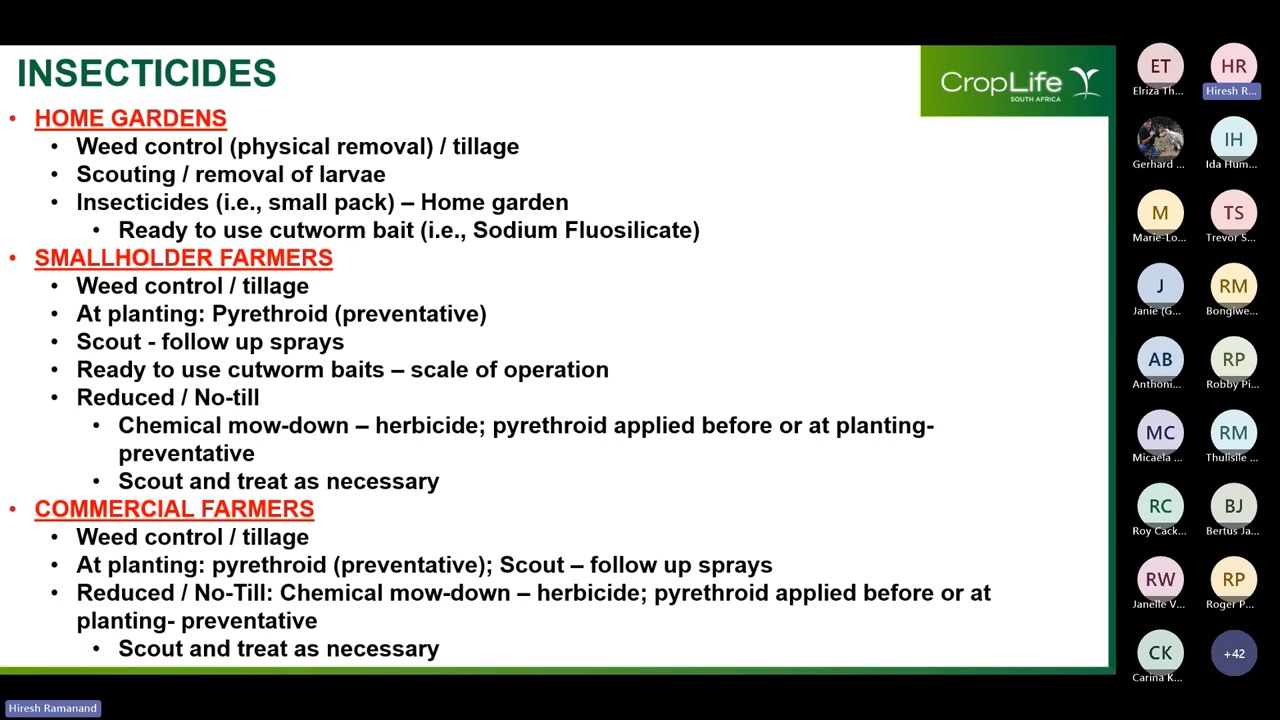 INSECTICIDES
CropLife
SOUTH AFRICA
• HOME GARDENS
• Weed control (physical removal) / tillage
• Scouting / removal of larvae
• Insecticides (i.e., small pack) – Home garden
• Ready to use cutworm bait (i.e., Sodium Fluosilicate)
• SMALLHOLDER FARMERS
• Weed control / tillage
• At planting: Pyrethroid (preventative)
• Scout - follow up sprays
• Ready to use cutworm baits – scale of operation
• Reduced / No-till
• Chemical mow-down – herbicide; pyrethroid applied before or at planting-
preventative
• Scout and treat as necessary
• COMMERCIAL FARMERS
• Weed control / tillage
• At planting: pyrethroid (preventative); Scout – follow up sprays
• Reduced / No-Till: Chemical mow-down – herbicide; pyrethroid applied before or at
planting- preventative
• Scout and treat as necessary
ET HR
Elriza Th... Hiresh R...
IH
Gerhard ... Ida Hum...
M TS
Marie-Lo... Trevor S...
J RM
Janie (G... Bongiwe...
AB RP
Anthoni... Robby Pi...
MC RM
Micaela ... Thulisile ...
RC BJ
Roy Cack... Bertus Ja...
RW RP
Janelle V... Roger P...
CK +42
Carina K...
Hiresh Ramanand